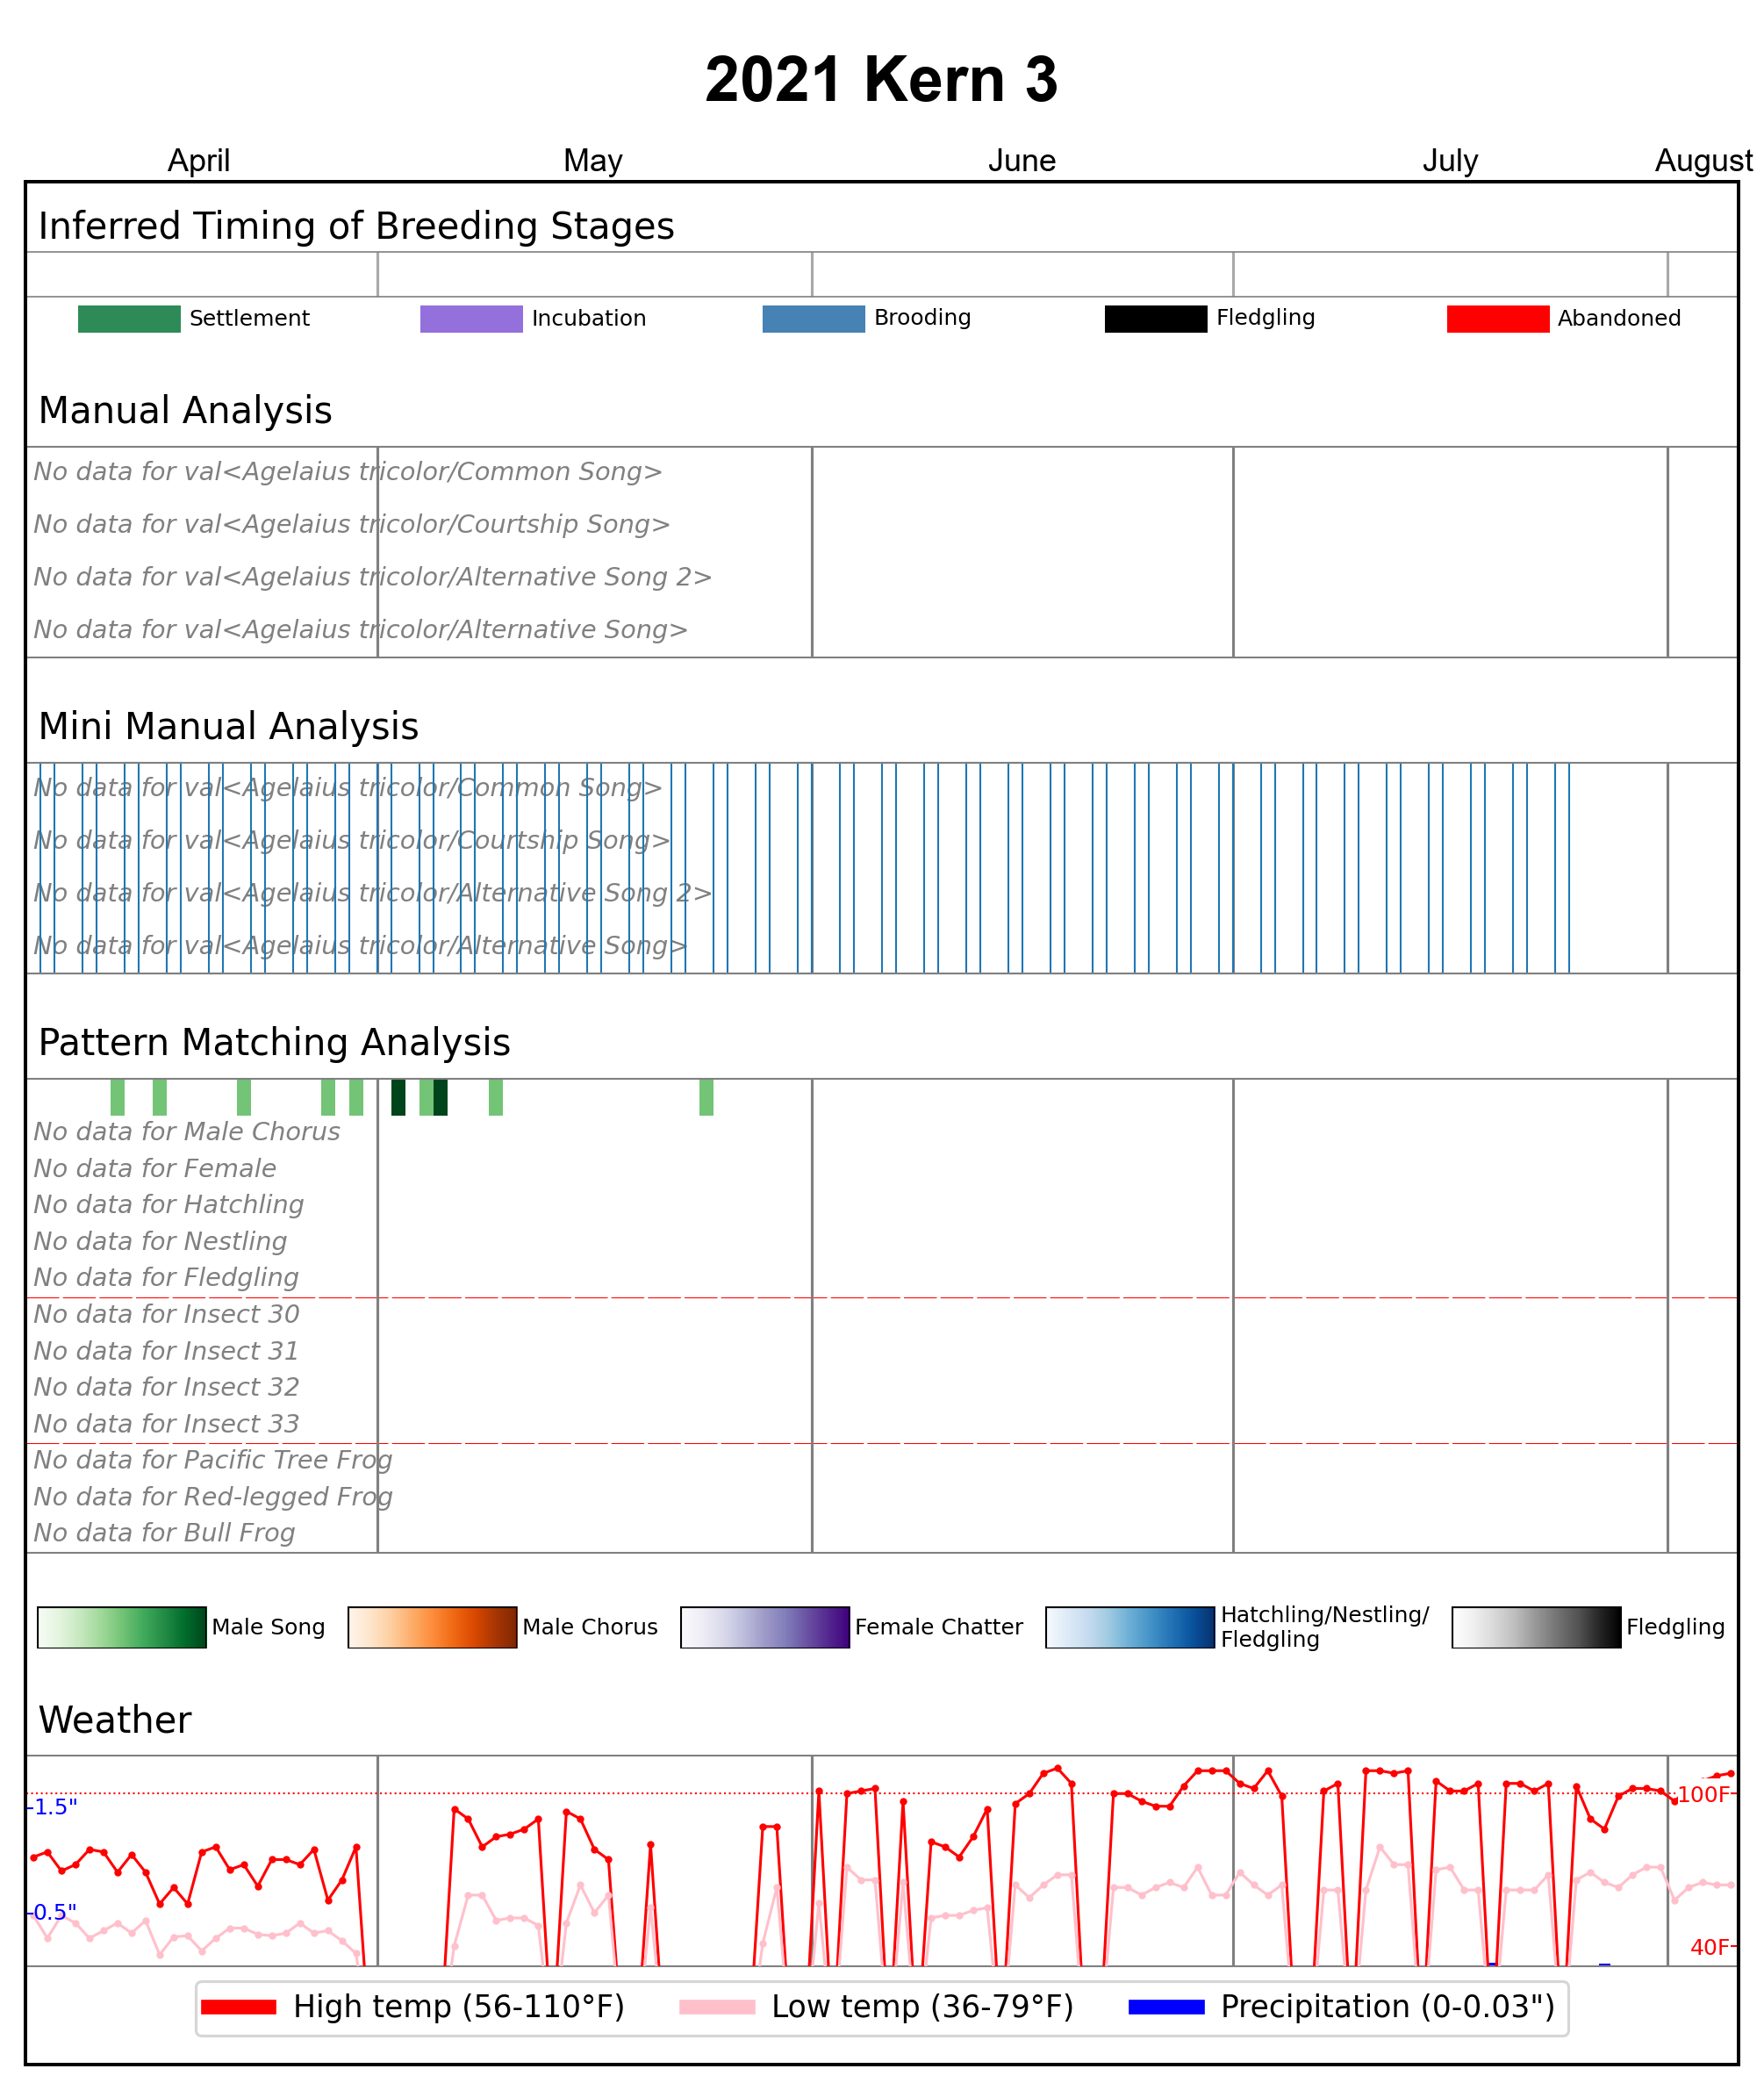 2021 Kern 3
April May June July August
Inferred Timing of Breeding Stages
Settlement Incubation Brooding Fledgling Abandoned
Manual Analysis
No data for val<Agelaius tricolor/Common Song>
No data for val<Agelaius tricolor/Courtship Song>
No data for val<Agelaius tricolor/Alternative Song 2>
No data for val<Agelaius tricolor/Alternative Song>
Mini Manual Analysis
No data for val<Agelaius tricolor/Common Song>
No data for val<Agelaius tricolor/Courtship Song>
No data for val<Agelaius tricolor/Alternative Song 2>
No data for val<Agelaius tricolor/Alternative Song>
Pattern Matching Analysis
No data for Male Chorus
No data for Female
No data for Hatchling
No data for Nestling
No data for Fledgling
No data for Insect 30
No data for Insect 31
No data for Insect 32
No data for Insect 33
No data for Pacific Tree Frog
No data for Red-legged Frog
No data for Bull Frog
Male Song Male Chorus Female Chatter Hatchling/Nestling/
Fledgling Fledgling
Weather
1.5" 100F
0.5"
40F
High temp (56-110°F) Low temp (36-79°F) Precipitation (0-0.03")